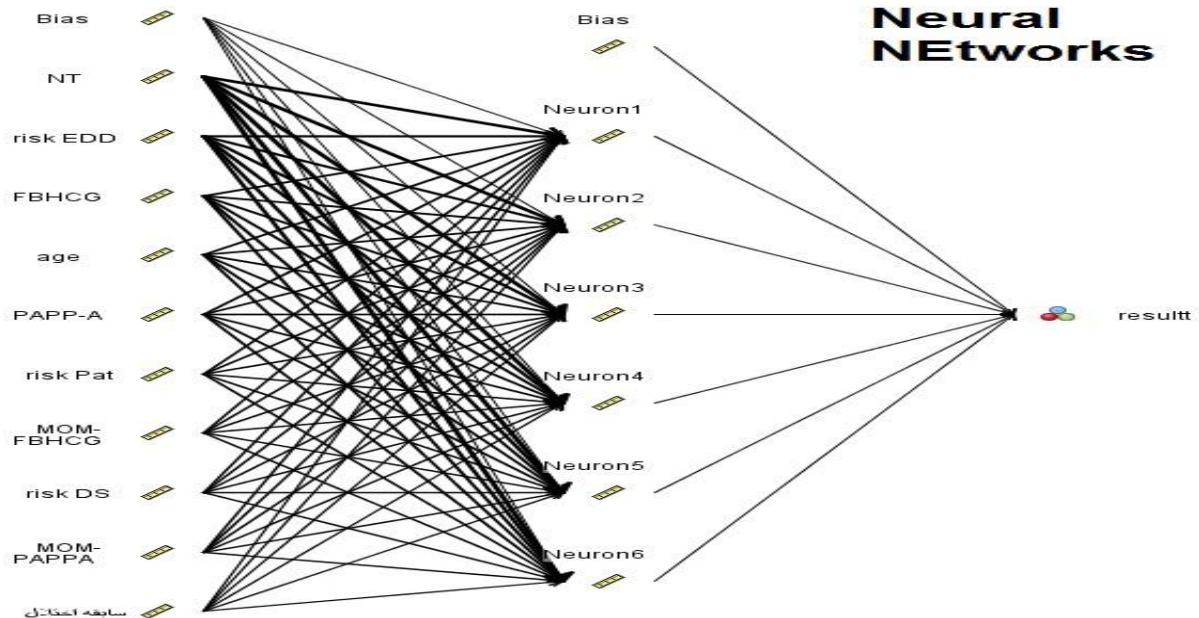 Neural
NEtworks
Bias
NT
risk EDD
FBHCG
age
PAPP-A
risk Pat
MOM-
FBHCG
risk DS
MOM-
PAPPA
سابقه
Bias
Neuron1
Neuron2
Neuron3
Neuron4
Neuron5
Neuron6
resultt